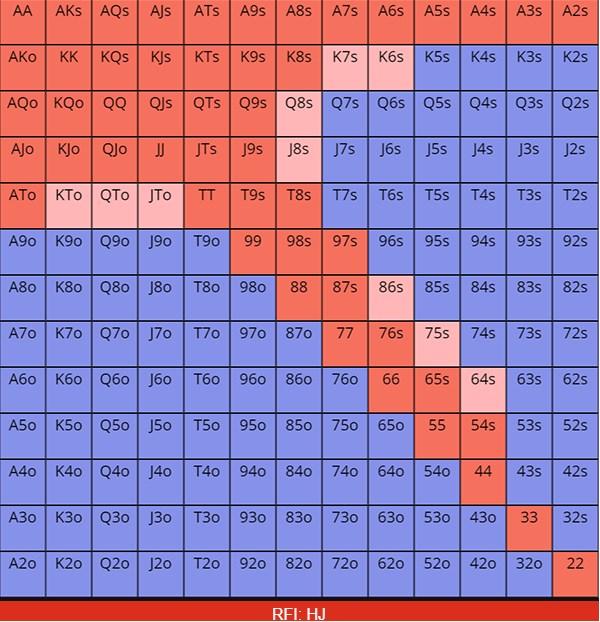 AA AKs AQs AJs ATs A9s A8s A7s A6s A5s A4s A3s A2s
AKo KK KQs KJs KTs K9s K8s K7s K6s K5s K4s K3s K2s
AQo KQo QQ QJs QTs Q9s Q8s Q7s Q6s Q5s Q4s Q3s Q2s
AJo KJo QJo JJ JTs J9s J8s J7s J6s J5s J4s J3s J2s
ATo KTo QTo JTo TT T9s T8s T7s T6s T5s T4s T3s T2s
A9o K9o Q9o J9o T9o 99 98s 97s 96s 95s 94s 93s 92s
A8o K8o Q8o J8o T8o 98o 88 87s 86s 85s 84s 83s 82s
A7o K7o Q7o J7o T7o 97o 87o 77 76s 75s 74s 73s 72s
A6o K6o Q6o J6o T6o 96o 86o 76o 66 65s 64s 63s 62s
A5o K5o Q5o J5o T5o 95o 85o 75o 65o 55 54s 53s 52s
A4o K4o Q4o J4o T4o 94o 84o 74o 64o 54o 44 43s 42s
A3o K3o Q3o J3o T3o 93o 83o 73o 63o 53o 43o 33 32s
A2o K2o Q2o J2o T2o 92o 82o 72o 62o 52o 42o 32o 22
RFI: HJ